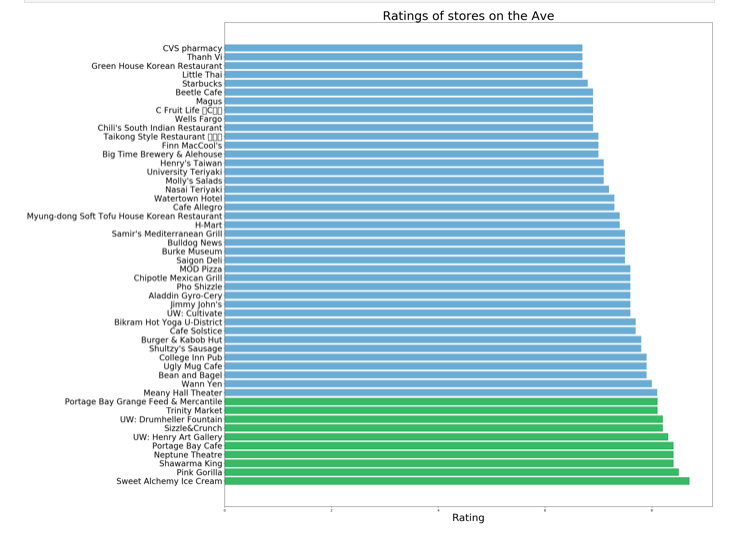 Ratings of stores on the Ave
CVS pharmacy
Thanh Vi
Green House Korean Restaurant
Little Thai
Starbucks
Beetle Cafe
Magus
C Fruit Life □C□□
Wells Fargo
Chili's South Indian Restaurant
Taikong Style Restaurant □□□
Finn MacCool's
Big Time Brewery & Alehouse
Henry's Taiwan
University Teriyaki
Molly's Salads
Nasai Teriyaki
Watertown Hotel
Cafe Allegro
Myung-dong Soft Tofu House Korean Restaurant
H-Mart
Samir's Mediterranean Grill
Bulldog News
Burke Museum
Saigon Deli
MOD Pizza
Chipotle Mexican Grill
Pho Shizzle
Aladdin Gyro-Cery
Jimmy John's
UW: Cultivate
Bikram Hot Yoga U-District
Cafe Solstice
Burger & Kabob Hut
Shultzy's Sausage
College Inn Pub
Ugly Mug Cafe
Bean and Bagel
Wann Yen
Meany Hall Theater
Portage Bay Grange Feed & Mercantile
Trinity Market
UW: Drumheller Fountain
Sizzle&Crunch
UW: Henry Art Gallery
Portage Bay Cafe
Neptune Theatre
Shawarma King
Pink Gorilla
Sweet Alchemy Ice Cream
0 2 4 6 8
Rating